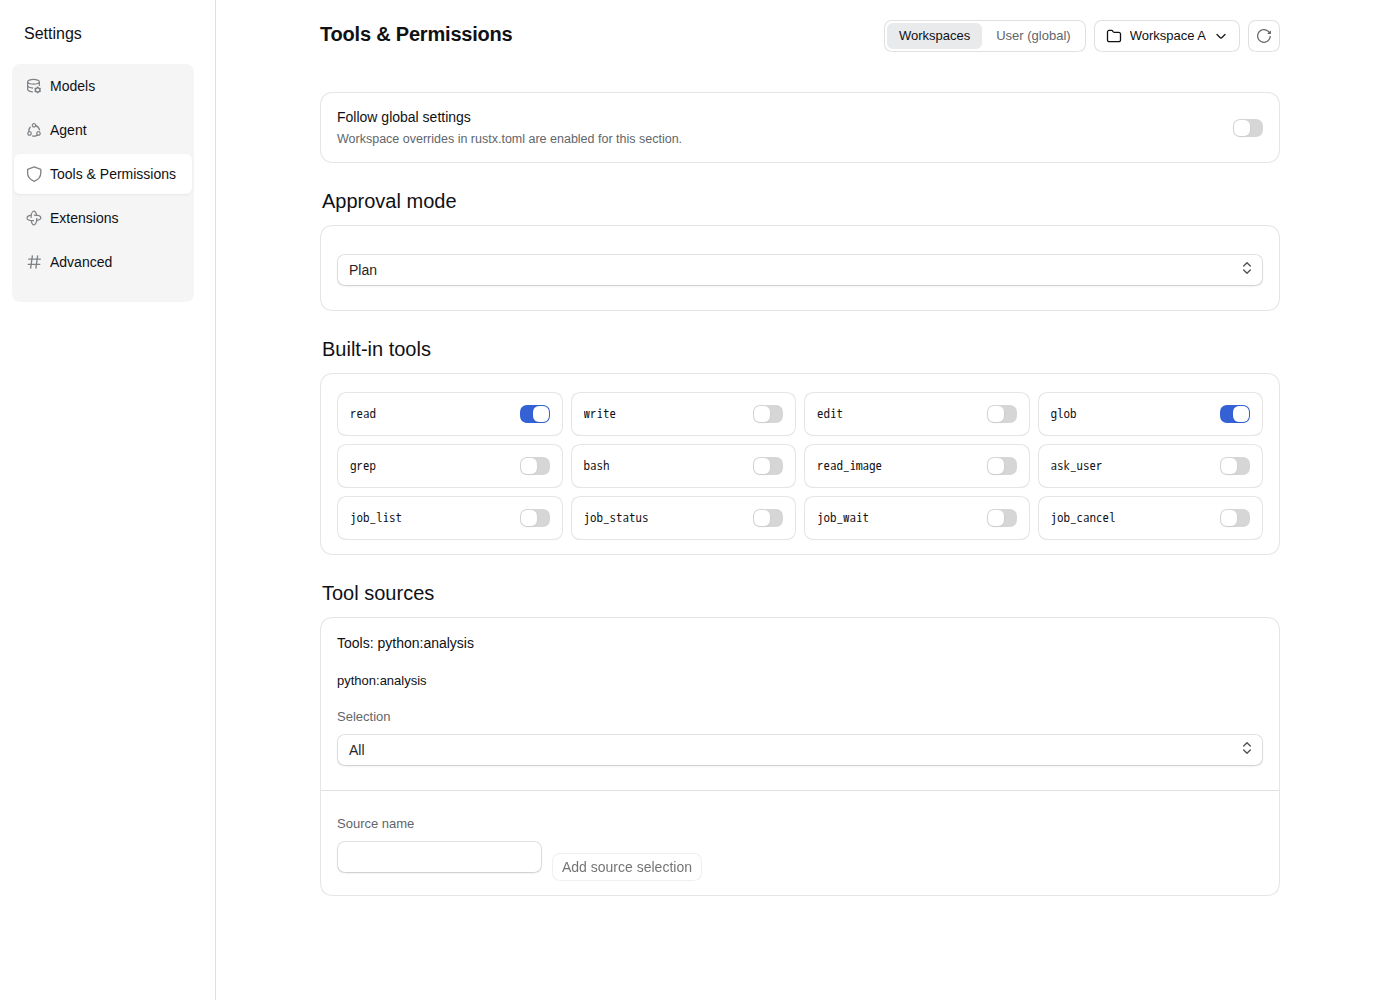 Settings
Models
Agent
Tools & Permissions
Extensions
Advanced
Tools & Permissions
Workspaces
User (global)
Workspace A
Follow global settings
Workspace overrides in rustx.toml are enabled for this section.
Approval mode
Plan
Built-in tools
read
write
edit
glob
grep
bash
read_image
ask_user
job_list
job_status
job_wait
job_cancel
Tool sources
Tools: python:analysis
python:analysis
Selection
All
Source name
Add source selection